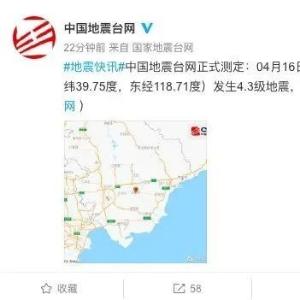 中国地震台网
22分钟前 来自 国家地震台网
#地震快讯#中国地震台网正式测定：04月16日
纬39.75度，东经118.71度）发生4.3级地震，
网 ）
收藏
58